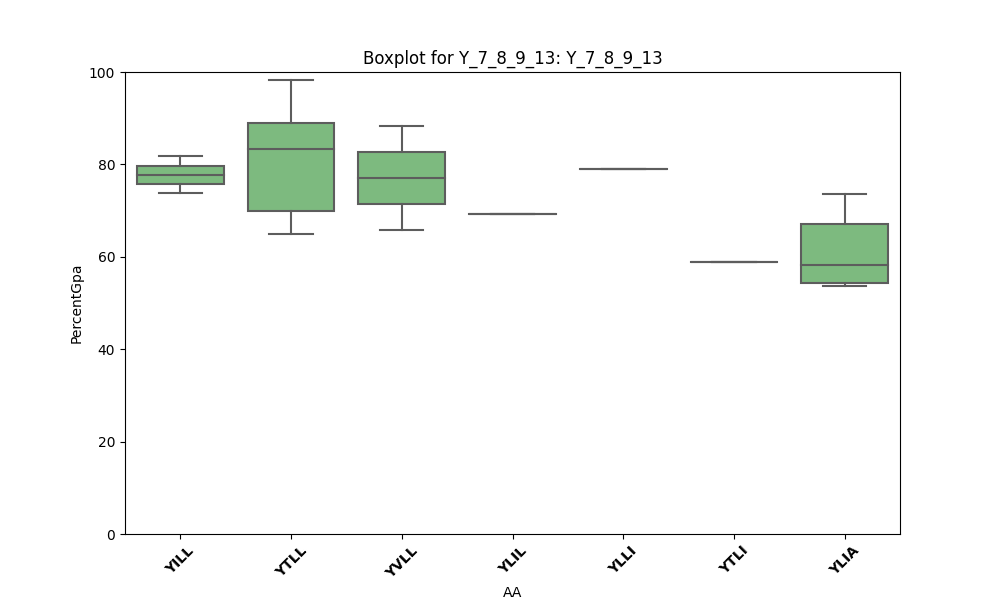 Boxplot for Y_7_8_9_13: Y_7_8_9_13
100
80
60
40
20
0
PercentGpa
YILL
YTLL
YVLL
YLIL
YLLI
YTLI
YLIA
AA